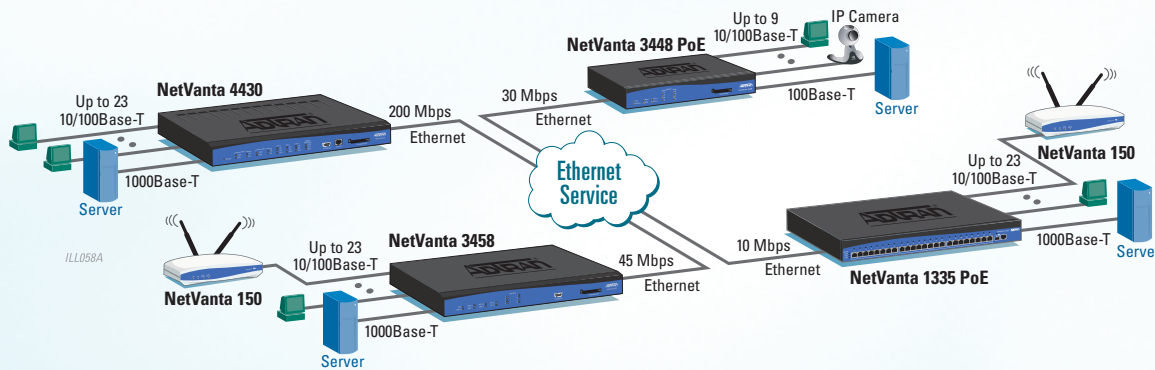 NetVanta 4430
Up to 23
10/100Base-T
ADTRAN
200 Mbps
Ethernet
1000Base-T
Server
NetVanta 3448 PoE
Up to 9
10/100Base-T
IP Camera
ADTRAN
30 Mbps
Ethernet
100Base-T
Server
Ethernet
Service
NetVanta 150
Up to 23
10/100Base-T
ADTRAN
10 Mbps
Ethernet
1000Base-T
Server
NetVanta 1335 PoE
ILL058A
NetVanta 150
Up to 23
10/100Base-T
NetVanta 3458
ADTRAN
45 Mbps
Ethernet
1000Base-T
Server